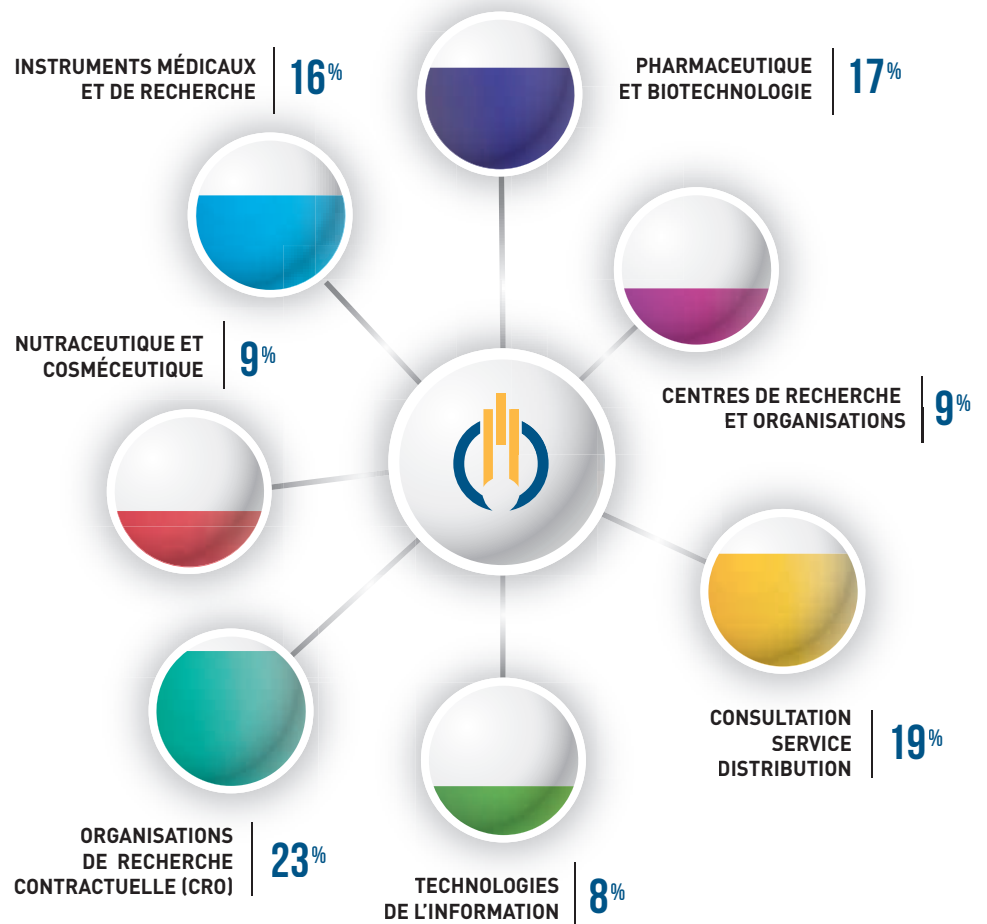 INSTRUMENTS MÉDICAUX
ET DE RECHERCHE
16%
PHARMACEUTIQUE
ET BIOTECHNOLOGIE
17%
NUTRACEUTIQUE ET
COSMÉCEUTIQUE
9%
CENTRES DE RECHERCHE
ET ORGANISATIONS
9%
CONSULTATION
SERVICE
DISTRIBUTION
19%
ORGANISATIONS
DE RECHERCHE
CONTRACTUELLE (CRO)
23%
TECHNOLOGIES
DE L'INFORMATION
8%